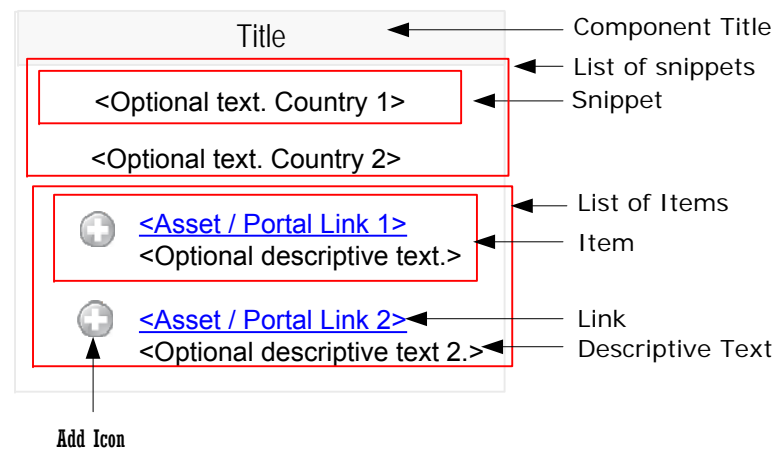 Title
Component Title
List of snippets
<Optional text. Country 1>
Snippet
<Optional text. Country 2>
List of Items
<Asset / Portal Link 1>
Item
<Optional descriptive text.>
<Asset / Portal Link 2>
Link
<Optional descriptive text 2.>
Descriptive Text
Add Icon